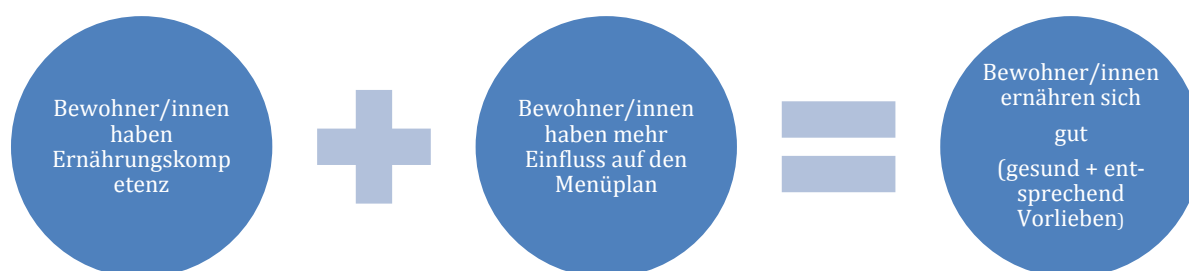 Bewohner/innen
haben
Ernährungskomp
etenz
Bewohner/innen
haben mehr
Einfluss auf den
Menüplan
Bewohner/innen
ernähren sich
gut
(gesund + ent-
sprechend
Vorlieben)